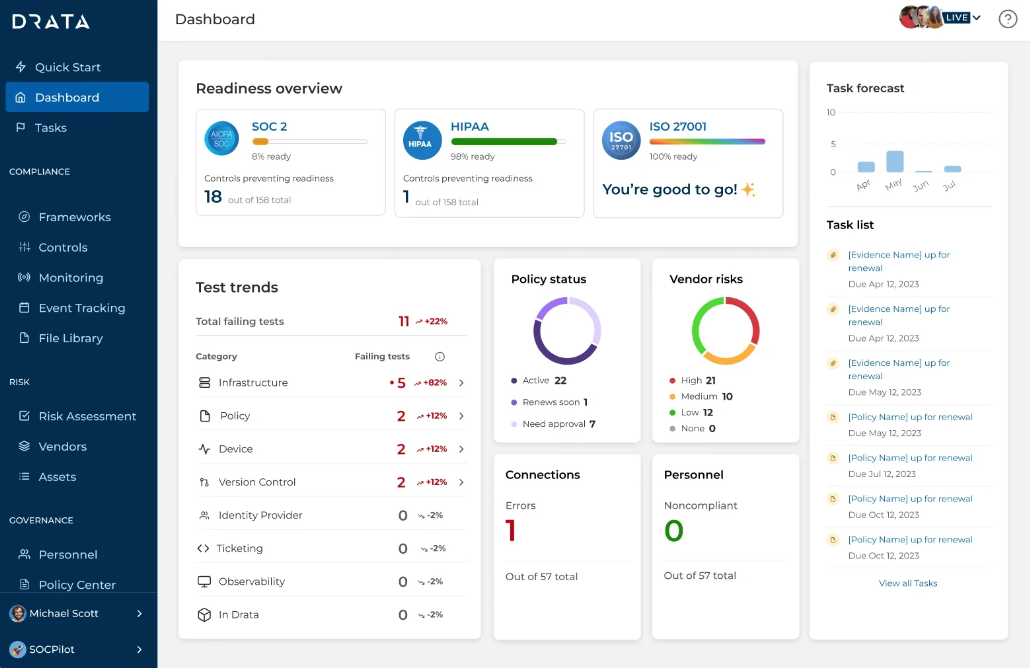 DRATA
Quick Start
Dashboard
Tasks
COMPLIANCE
Frameworks
Controls
Monitoring
Event Tracking
File Library
RISK
Risk Assessment
Vendors
Assets
GOVERNANCE
Personnel
Policy Center
Michael Scott
SOCPilot
Dashboard
LIVE
?
Readiness overview
AICPA
SOC
SOC 2
8% ready
Controls preventing readiness
18 out of 158 total
HIPAA
HIPAA
98% ready
Controls preventing readiness
1 out of 158 total
ISO
27701
ISO 27001
100% ready
You're good to go!✨
Test trends
Total failing tests 11 +22%
Category Failing tests
Infrastructure • 5 +82%
Policy 2 +12%
Device 2 +12%
Version Control 2 +12%
Identity Provider 0 -2%
Ticketing 0 -2%
Observability 0 -2%
In Drata 0 -2%
Policy status
Active 22
Renews soon 1
Need approval 7
Vendor risks
High 21
Medium 10
Low 12
None 0
Connections
Errors
1
Out of 57 total
Personnel
Noncompliant
0
Out of 57 total
Task forecast
10
5
0
Apr May Jun Jul
Task list
[Evidence Name] up for
renewal
Due Apr 12, 2023
[Evidence Name] up for
renewal
Due Apr 12, 2023
[Evidence Name] up for
renewal
Due May 12, 2023
[Policy Name] up for renewal
Due May 12, 2023
[Policy Name] up for renewal
Due Jul 12, 2023
[Policy Name] up for renewal
Due Oct 12, 2023
[Policy Name] up for renewal
Due Oct 12, 2023
View all Tasks